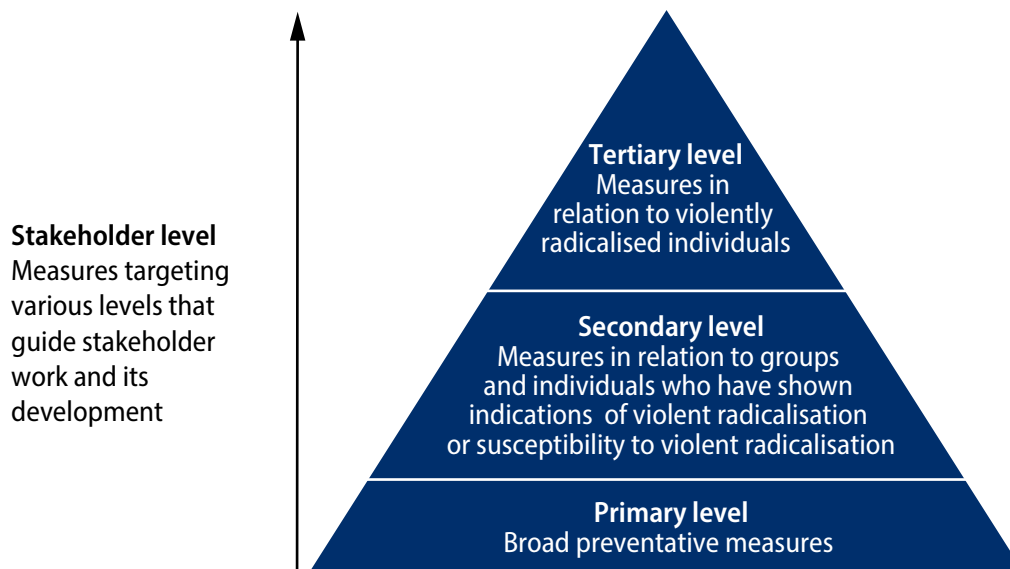 Stakeholder level
Measures targeting
various levels that
guide stakeholder
work and its
development
Tertiary level
Measures in
relation to violently
radicalised individuals
Secondary level
Measures in relation to groups
and individuals who have shown
indications of violent radicalisation
or susceptibility to violent radicalisation
Primary level
Broad preventative measures